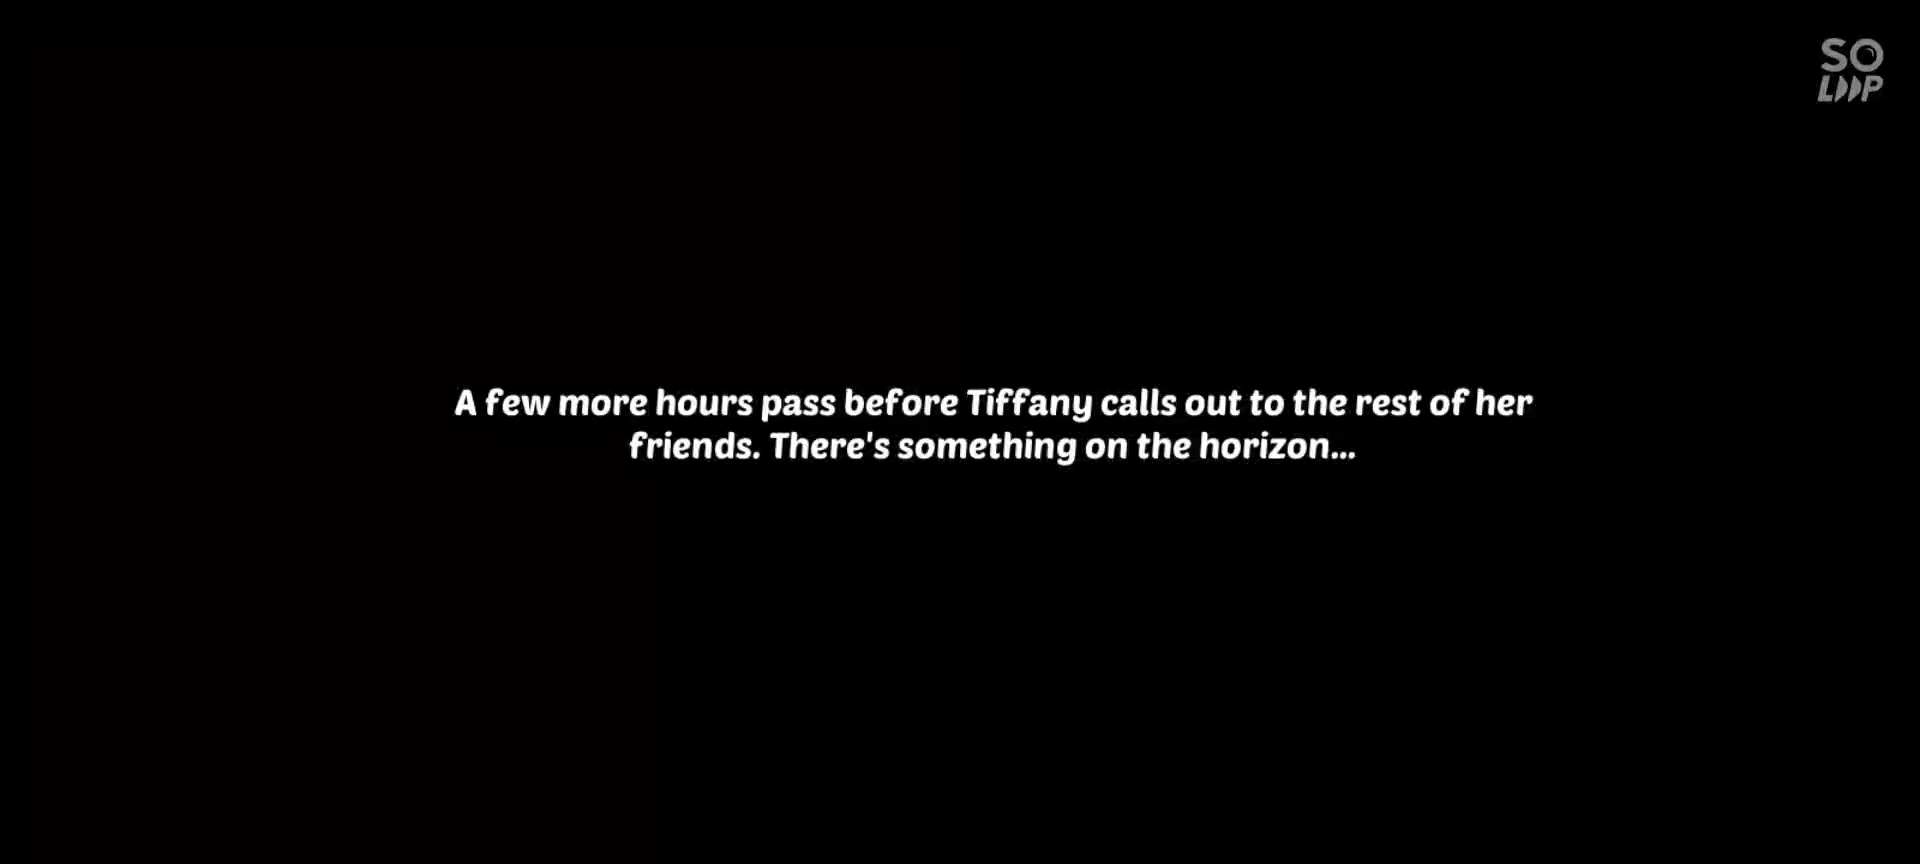 SO
LOOP
A few more hours pass before Tiffany calls out to the rest of her
friends. There's something on the horizon...